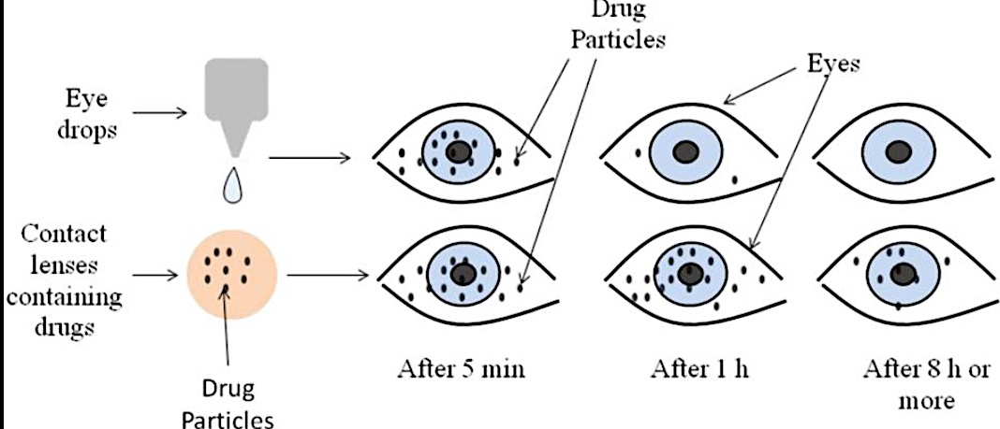 Drug
Particles
Eyes
Eye
drops
Contact
lenses
containing
drugs
Drug
Particles
After 5 min
After 1 h
After 8 h or
more